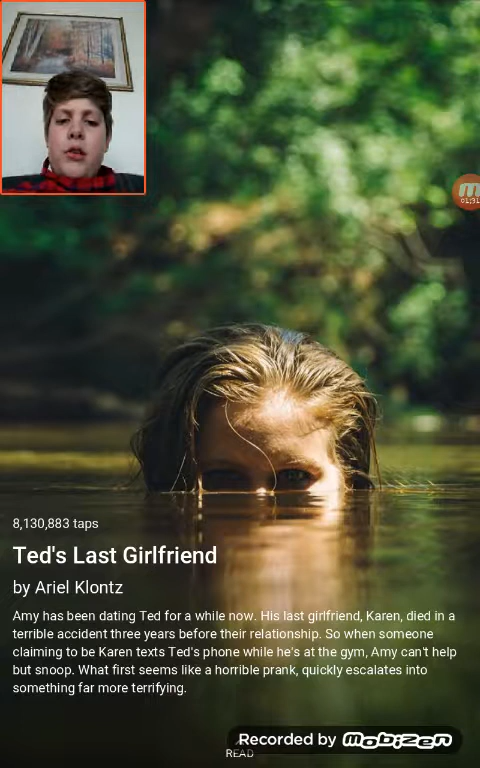 01:31
8,130,883 taps
Ted's Last Girlfriend
by Ariel Klontz
Amy has been dating Ted for a while now. His last girlfriend, Karen, died in a
terrible accident three years before their relationship. So when someone
claiming to be Karen texts Ted's phone while he's at the gym, Amy can't help
but snoop. What first seems like a horrible prank, quickly escalates into
something far more terrifying.
Recorded by mobizen
READ